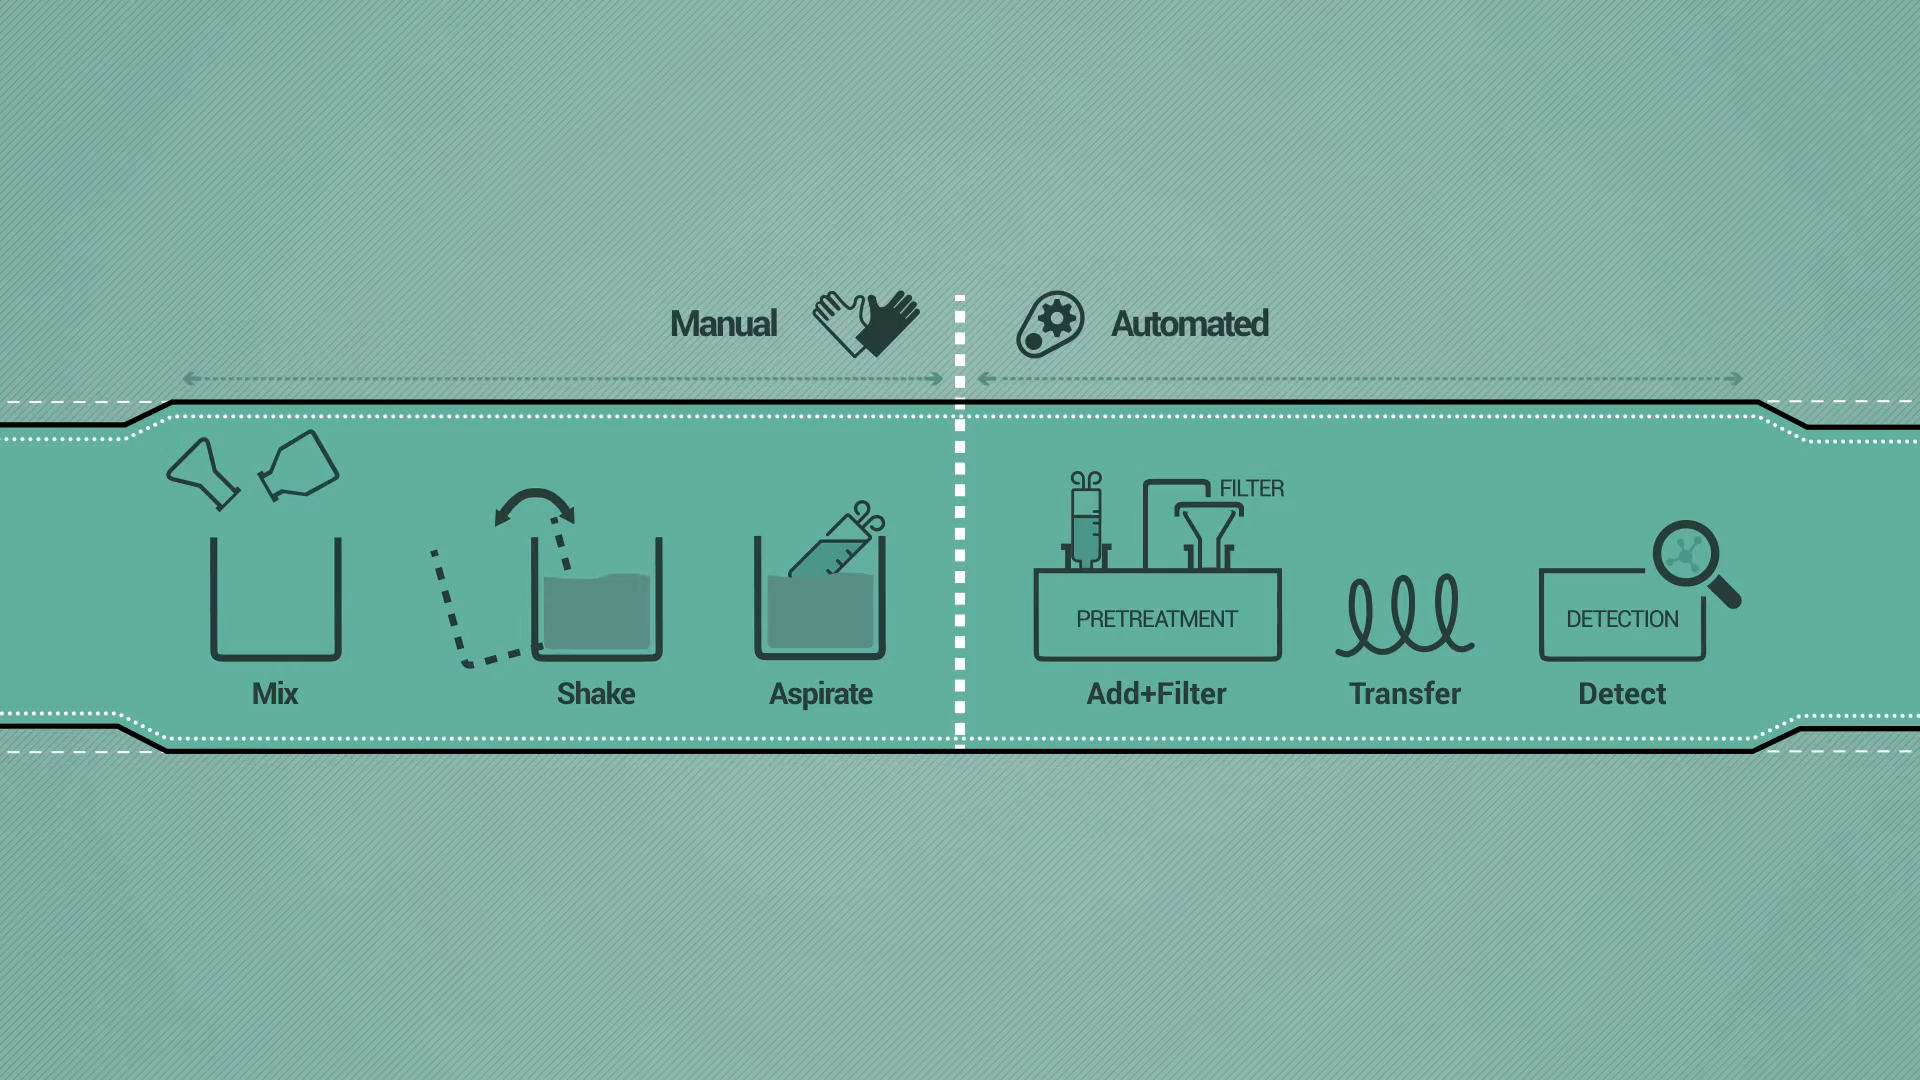 Manual
Automated
FILTER
PRETREATMENT
DETECTION
Mix
Shake
Aspirate
Add+Filter
Transfer
Detect